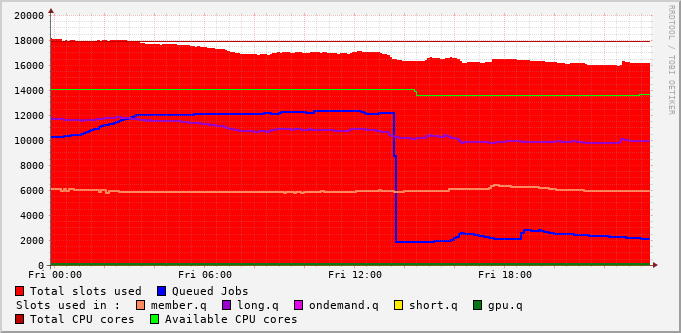 RRDTOOL / TOBI OETIKER
20000
18000
16000
14000
12000
10000
8000
6000
4000
2000
0
Fri 00:00 Fri 06:00 Fri 12:00 Fri 18:00
Total slots used Queued Jobs
Slots used in : member.q long.q ondemand.q short.q gpu.q
Total CPU cores Available CPU cores